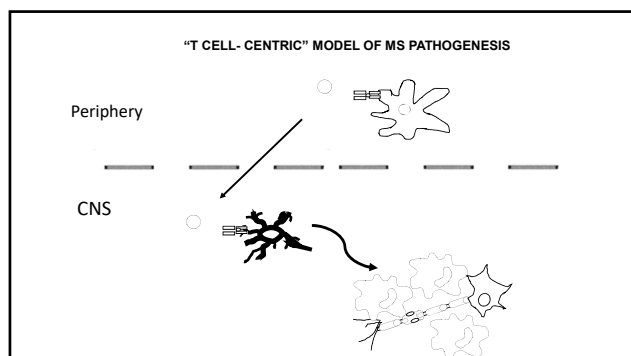 “T CELL- CENTRIC” MODEL OF MS PATHOGENESIS
Periphery
CNS